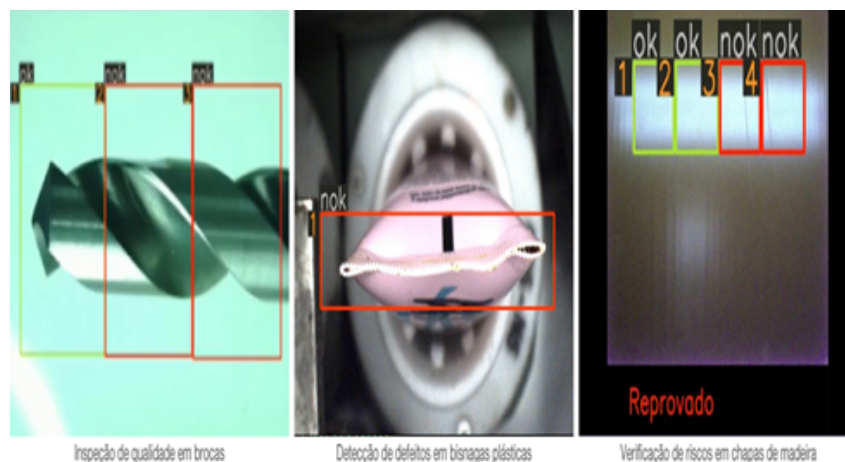 ok
nok
nok
1
2
3
nok
1
ok
ok
nok
nok
1
2
3
4
Reprovado
Inspeção de qualidade em brocas
Detecção de defeitos em bisnagas plásticas
Verificação de riscos em chapas de madeira